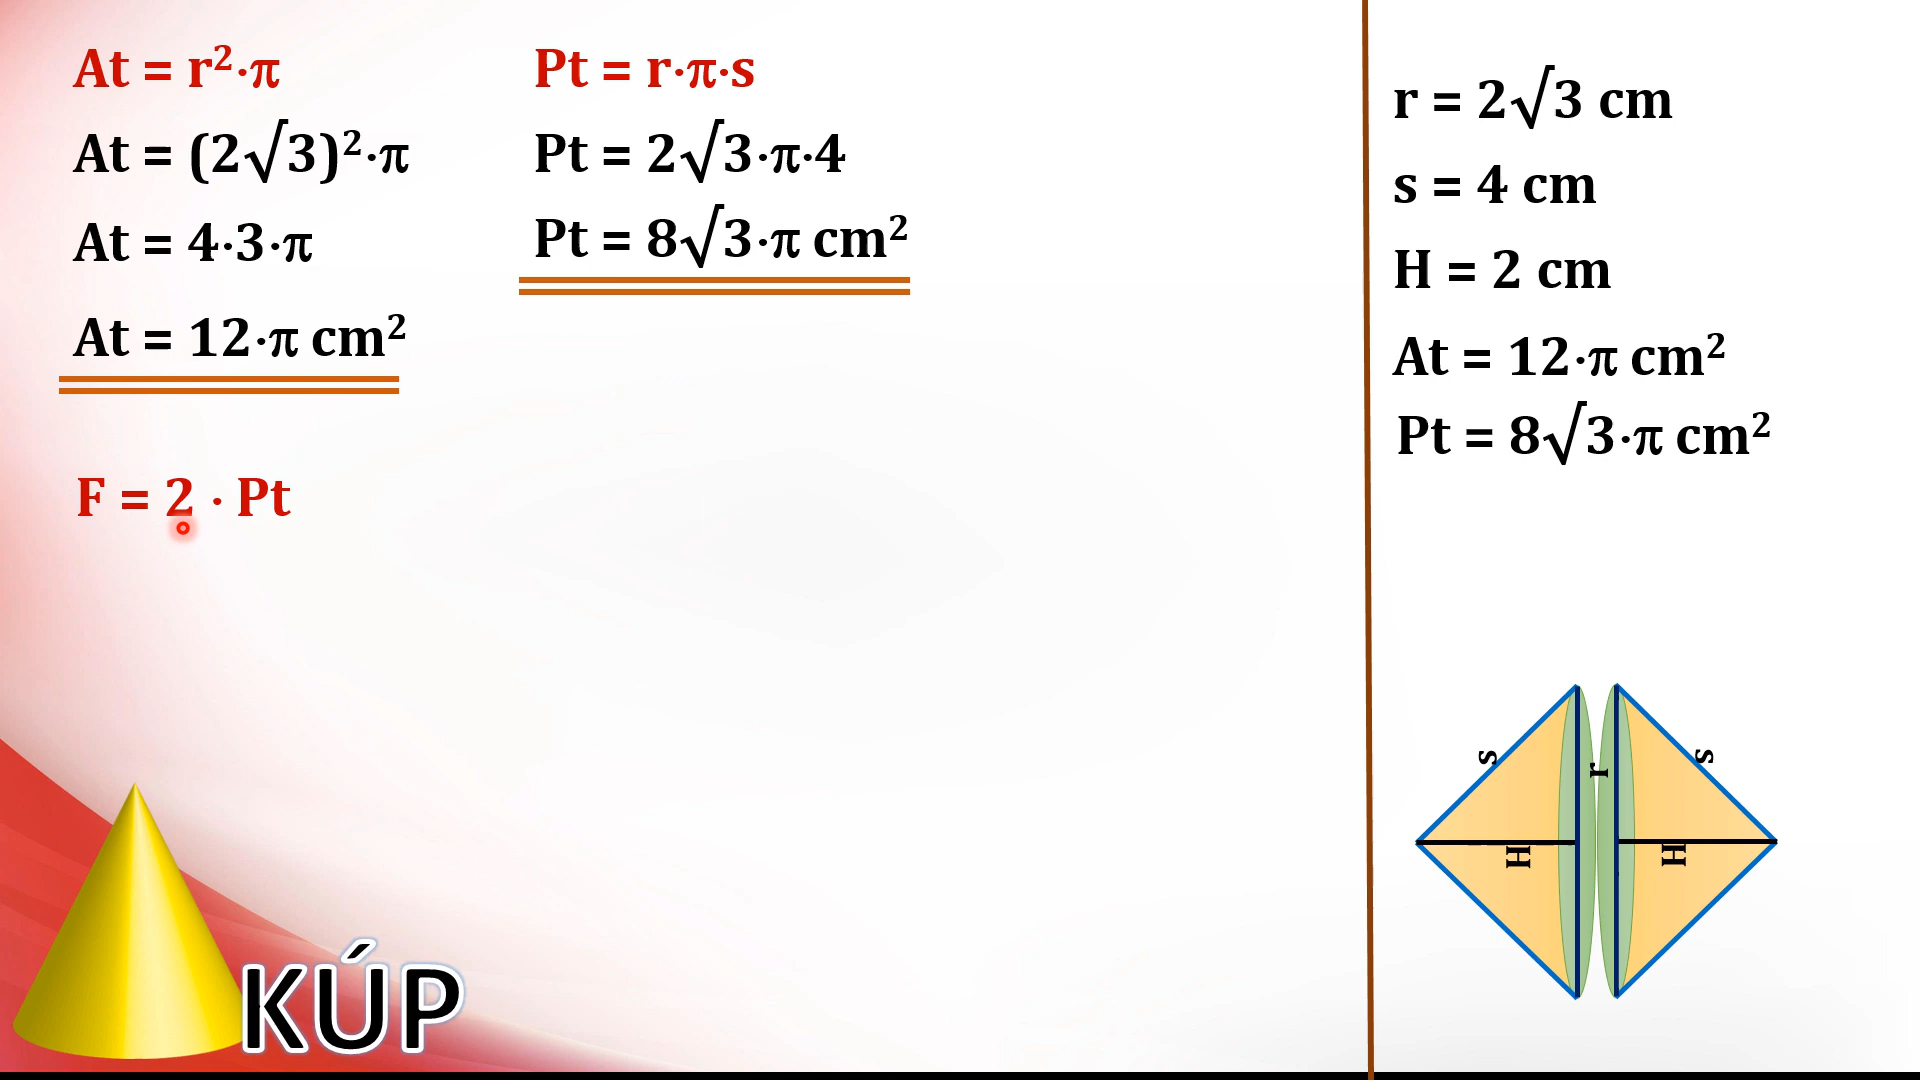 At = r²·π
At = (2√3)²·π
At = 4·3·π
At = 12·π cm²
Pt = r·π·s
Pt = 2√3·π·4
Pt = 8√3·π cm²
F = 2 · Pt
r = 2√3 cm
s = 4 cm
H = 2 cm
At = 12·π cm²
Pt = 8√3·π cm²
s
r
s
H
H
KÚP